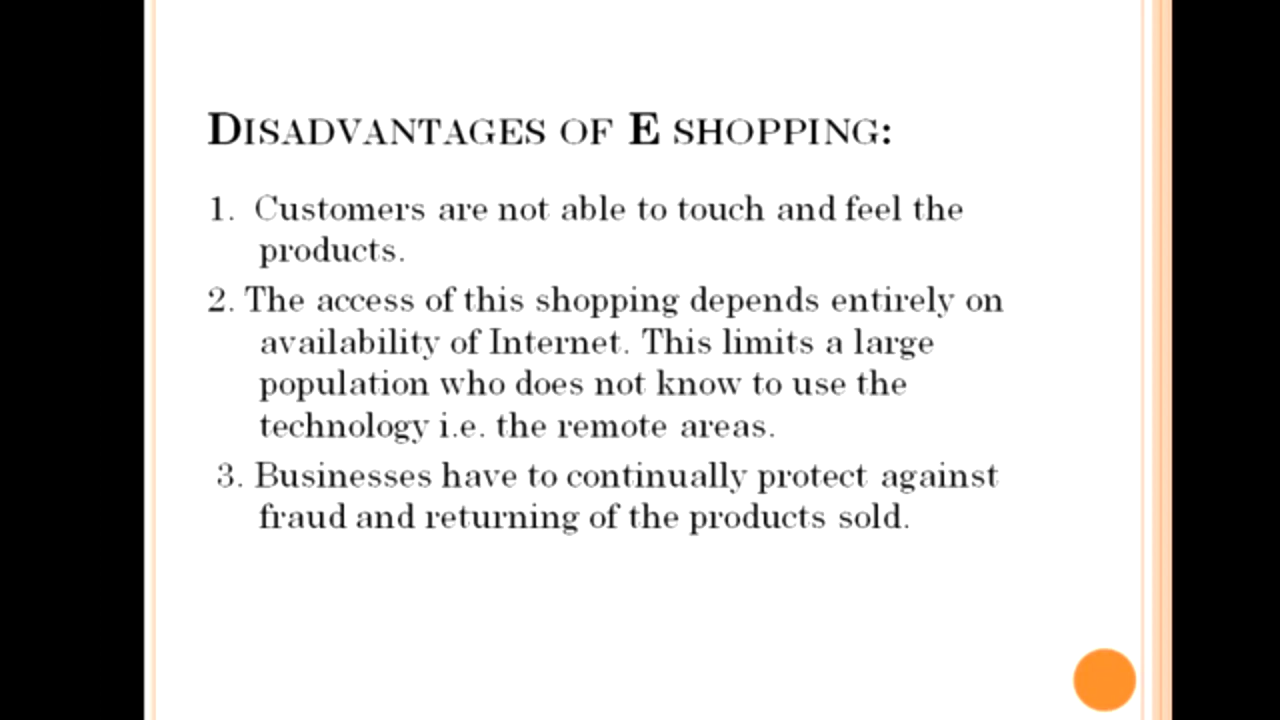 DISADVANTAGES OF E SHOPPING:
1. Customers are not able to touch and feel the
products.
2. The access of this shopping depends entirely on
availability of Internet. This limits a large
population who does not know to use the
technology i.e. the remote areas.
3. Businesses have to continually protect against
fraud and returning of the products sold.